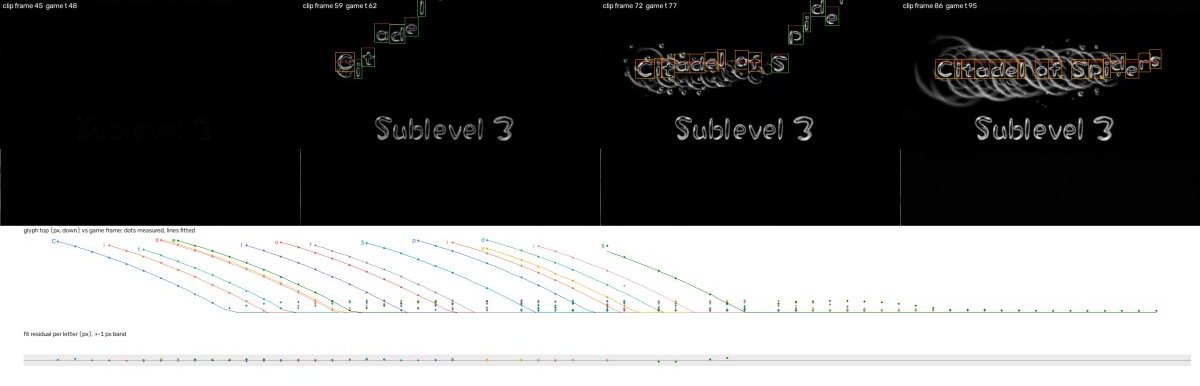 clip frame 45 game t 48
clip frame 59 game t 62
clip frame 72 game t 77
clip frame 86 game t 95
C i t a d e l
Citadel of S p i d e
Citadel of Spiders
Sublevel 3
Sublevel 3
Sublevel 3
Sublevel 3
glyph top (px, down) vs game frame: dots measured, lines fitted
C i t a d e l o f S p i d e r s
fit residual per letter (px), +-1 px band